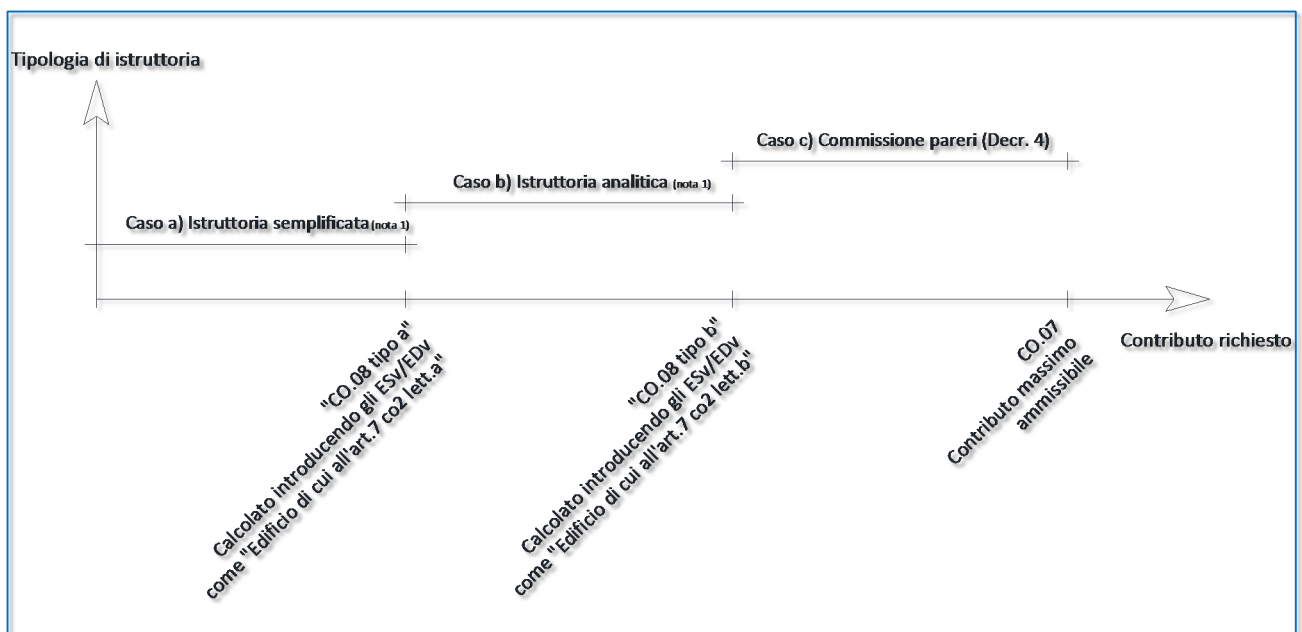 Tipologia di istruttoria
Caso c) Commissione pareri (Decr. 4)
Caso b) Istruttoria analitica (nota 1)
Caso a) Istruttoria semplificata (nota 1)
"CO.08 tipo a"
Calcolato introducendo gli ESv/EDv
come "Edificio di cui all'art.7 co2 lett.a"
"CO.08 tipo b"
Calcolato introducendo gli ESv/EDv
come "Edificio di cui all'art.7 co2 lett.b"
CO.07
Contributo massimo
ammissibile
Contributo richiesto